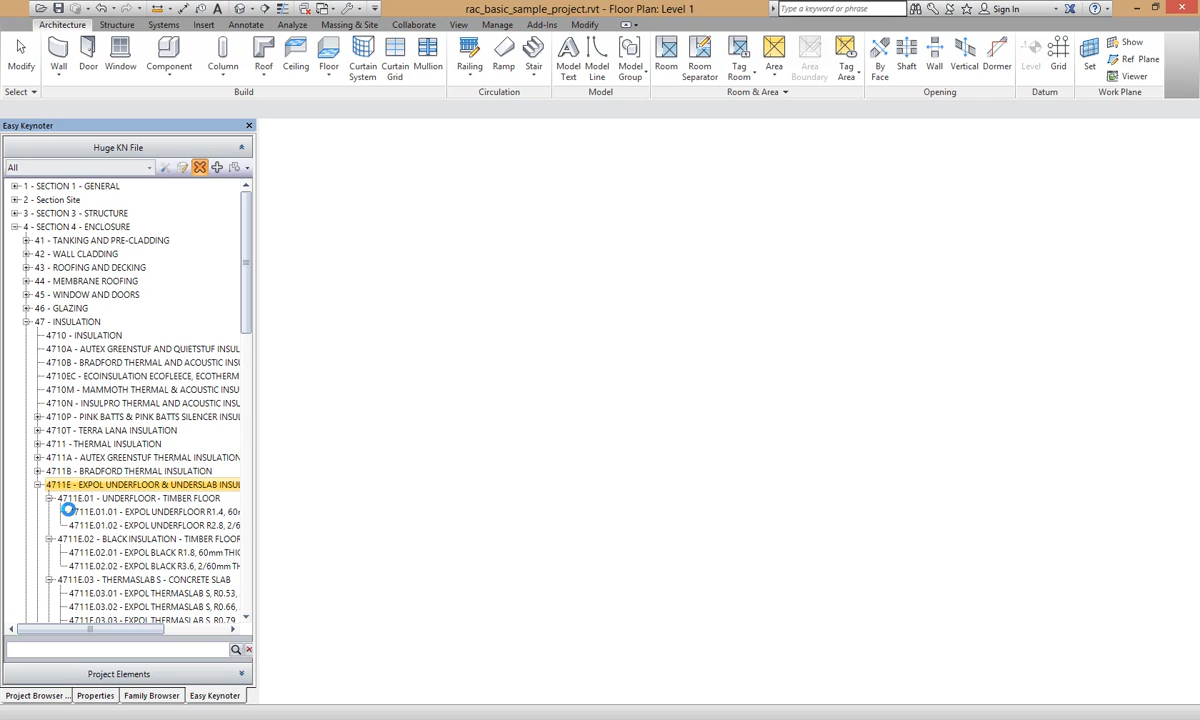 rac_basic_sample_project.rvt - Floor Plan: Level 1
Type a keyword or phrase
Sign In
Architecture Structure Systems Insert Annotate Analyze Massing & Site Collaborate View Manage Add-Ins Modify
Modify Wall Door Window Component Column Roof Ceiling Floor Curtain System Curtain Grid Mullion Railing Ramp Stair Model Text Model Line Model Group Room Room Separator Tag Room Area Area Boundary Tag Area By Face Shaft Wall Vertical Dormer Level Grid Set Show Ref Plane Viewer
Select Build Circulation Model Room & Area Opening Datum Work Plane
Easy Keynoter
Huge KN File
All
1 - SECTION 1 - GENERAL
2 - Section Site
3 - SECTION 3 - STRUCTURE
4 - SECTION 4 - ENCLOSURE
41 - TANKING AND PRE-CLADDING
42 - WALL CLADDING
43 - ROOFING AND DECKING
44 - MEMBRANE ROOFING
45 - WINDOW AND DOORS
46 - GLAZING
47 - INSULATION
4710 - INSULATION
4710A - AUTEX GREENSTUF AND QUIETSTUF INSUL
4710B - BRADFORD THERMAL AND ACOUSTIC INSU
4710EC - ECOINSULATION ECOFLEECE, ECOTHERM
4710M - MAMMOTH THERMAL & ACOUSTIC INSU
4710N - INSULPRO THERMAL AND ACOUSTIC INSU
4710P - PINK BATTS & PINK BATTS SILENCER INSUL
4710T - TERRA LANA INSULATION
4711 - THERMAL INSULATION
4711A - AUTEX GREENSTUF THERMAL INSULATION
4711B - BRADFORD THERMAL INSULATION
4711E - EXPOL UNDERFLOOR & UNDERSLAB INSUL
4711E.01 - UNDERFLOOR - TIMBER FLOOR
711E.01.01 - EXPOL UNDERFLOOR R1.4, 60m
4711E.01.02 - EXPOL UNDERFLOOR R2.8, 2/6
4711E.02 - BLACK INSULATION - TIMBER FLOOR
4711E.02.01 - EXPOL BLACK R1.8, 60mm THIC
4711E.02.02 - EXPOL BLACK R3.6, 2/60mm TH
4711E.03 - THERMASLAB S - CONCRETE SLAB
4711E.03.01 - EXPOL THERMASLAB S, R0.53,
4711E.03.02 - EXPOL THERMASLAB S, R0.66,
4711E.03.03 - EXPOL THERMASLAB S, R0.79
Project Elements
Project Browser ... Properties Family Browser Easy Keynoter